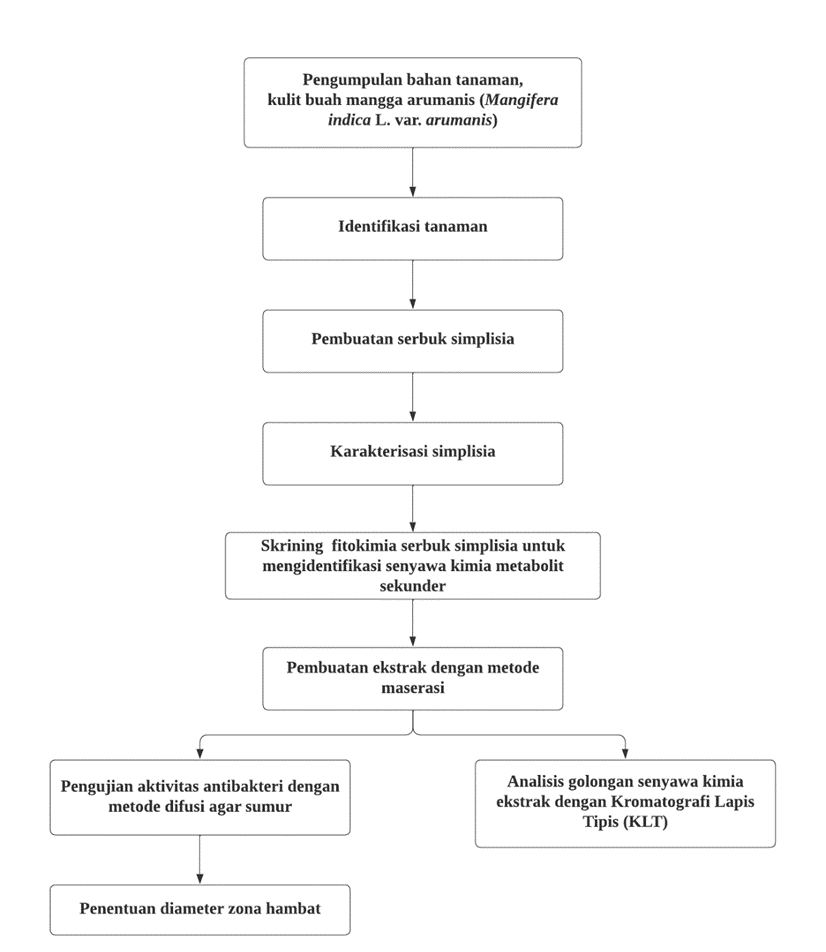 Pengumpulan bahan tanaman,
kulit buah mangga arumanis (Mangifera
indica L. var. arumanis)
Identifikasi tanaman
Pembuatan serbuk simplisia
Karakterisasi simplisia
Skrining  fitokimia serbuk simplisia untuk
mengidentifikasi senyawa kimia metabolit
sekunder
Pembuatan ekstrak dengan metode
maserasi
Pengujian aktivitas antibakteri dengan
metode difusi agar sumur
Analisis golongan senyawa kimia
ekstrak dengan Kromatografi Lapis
Tipis (KLT)
Penentuan diameter zona hambat